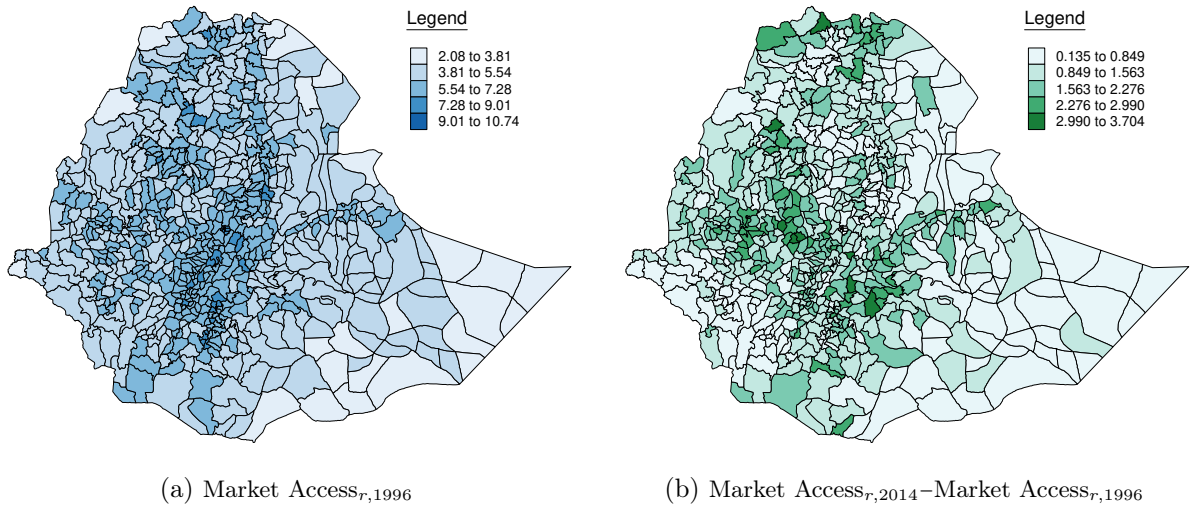 Legend
2.08 to 3.81
3.81 to 5.54
5.54 to 7.28
7.28 to 9.01
9.01 to 10.74
Legend
0.135 to 0.849
0.849 to 1.563
1.563 to 2.276
2.276 to 2.990
2.990 to 3.704
(a) Market Access_{r,1996}
(b) Market Access_{r,2014}–Market Access_{r,1996}